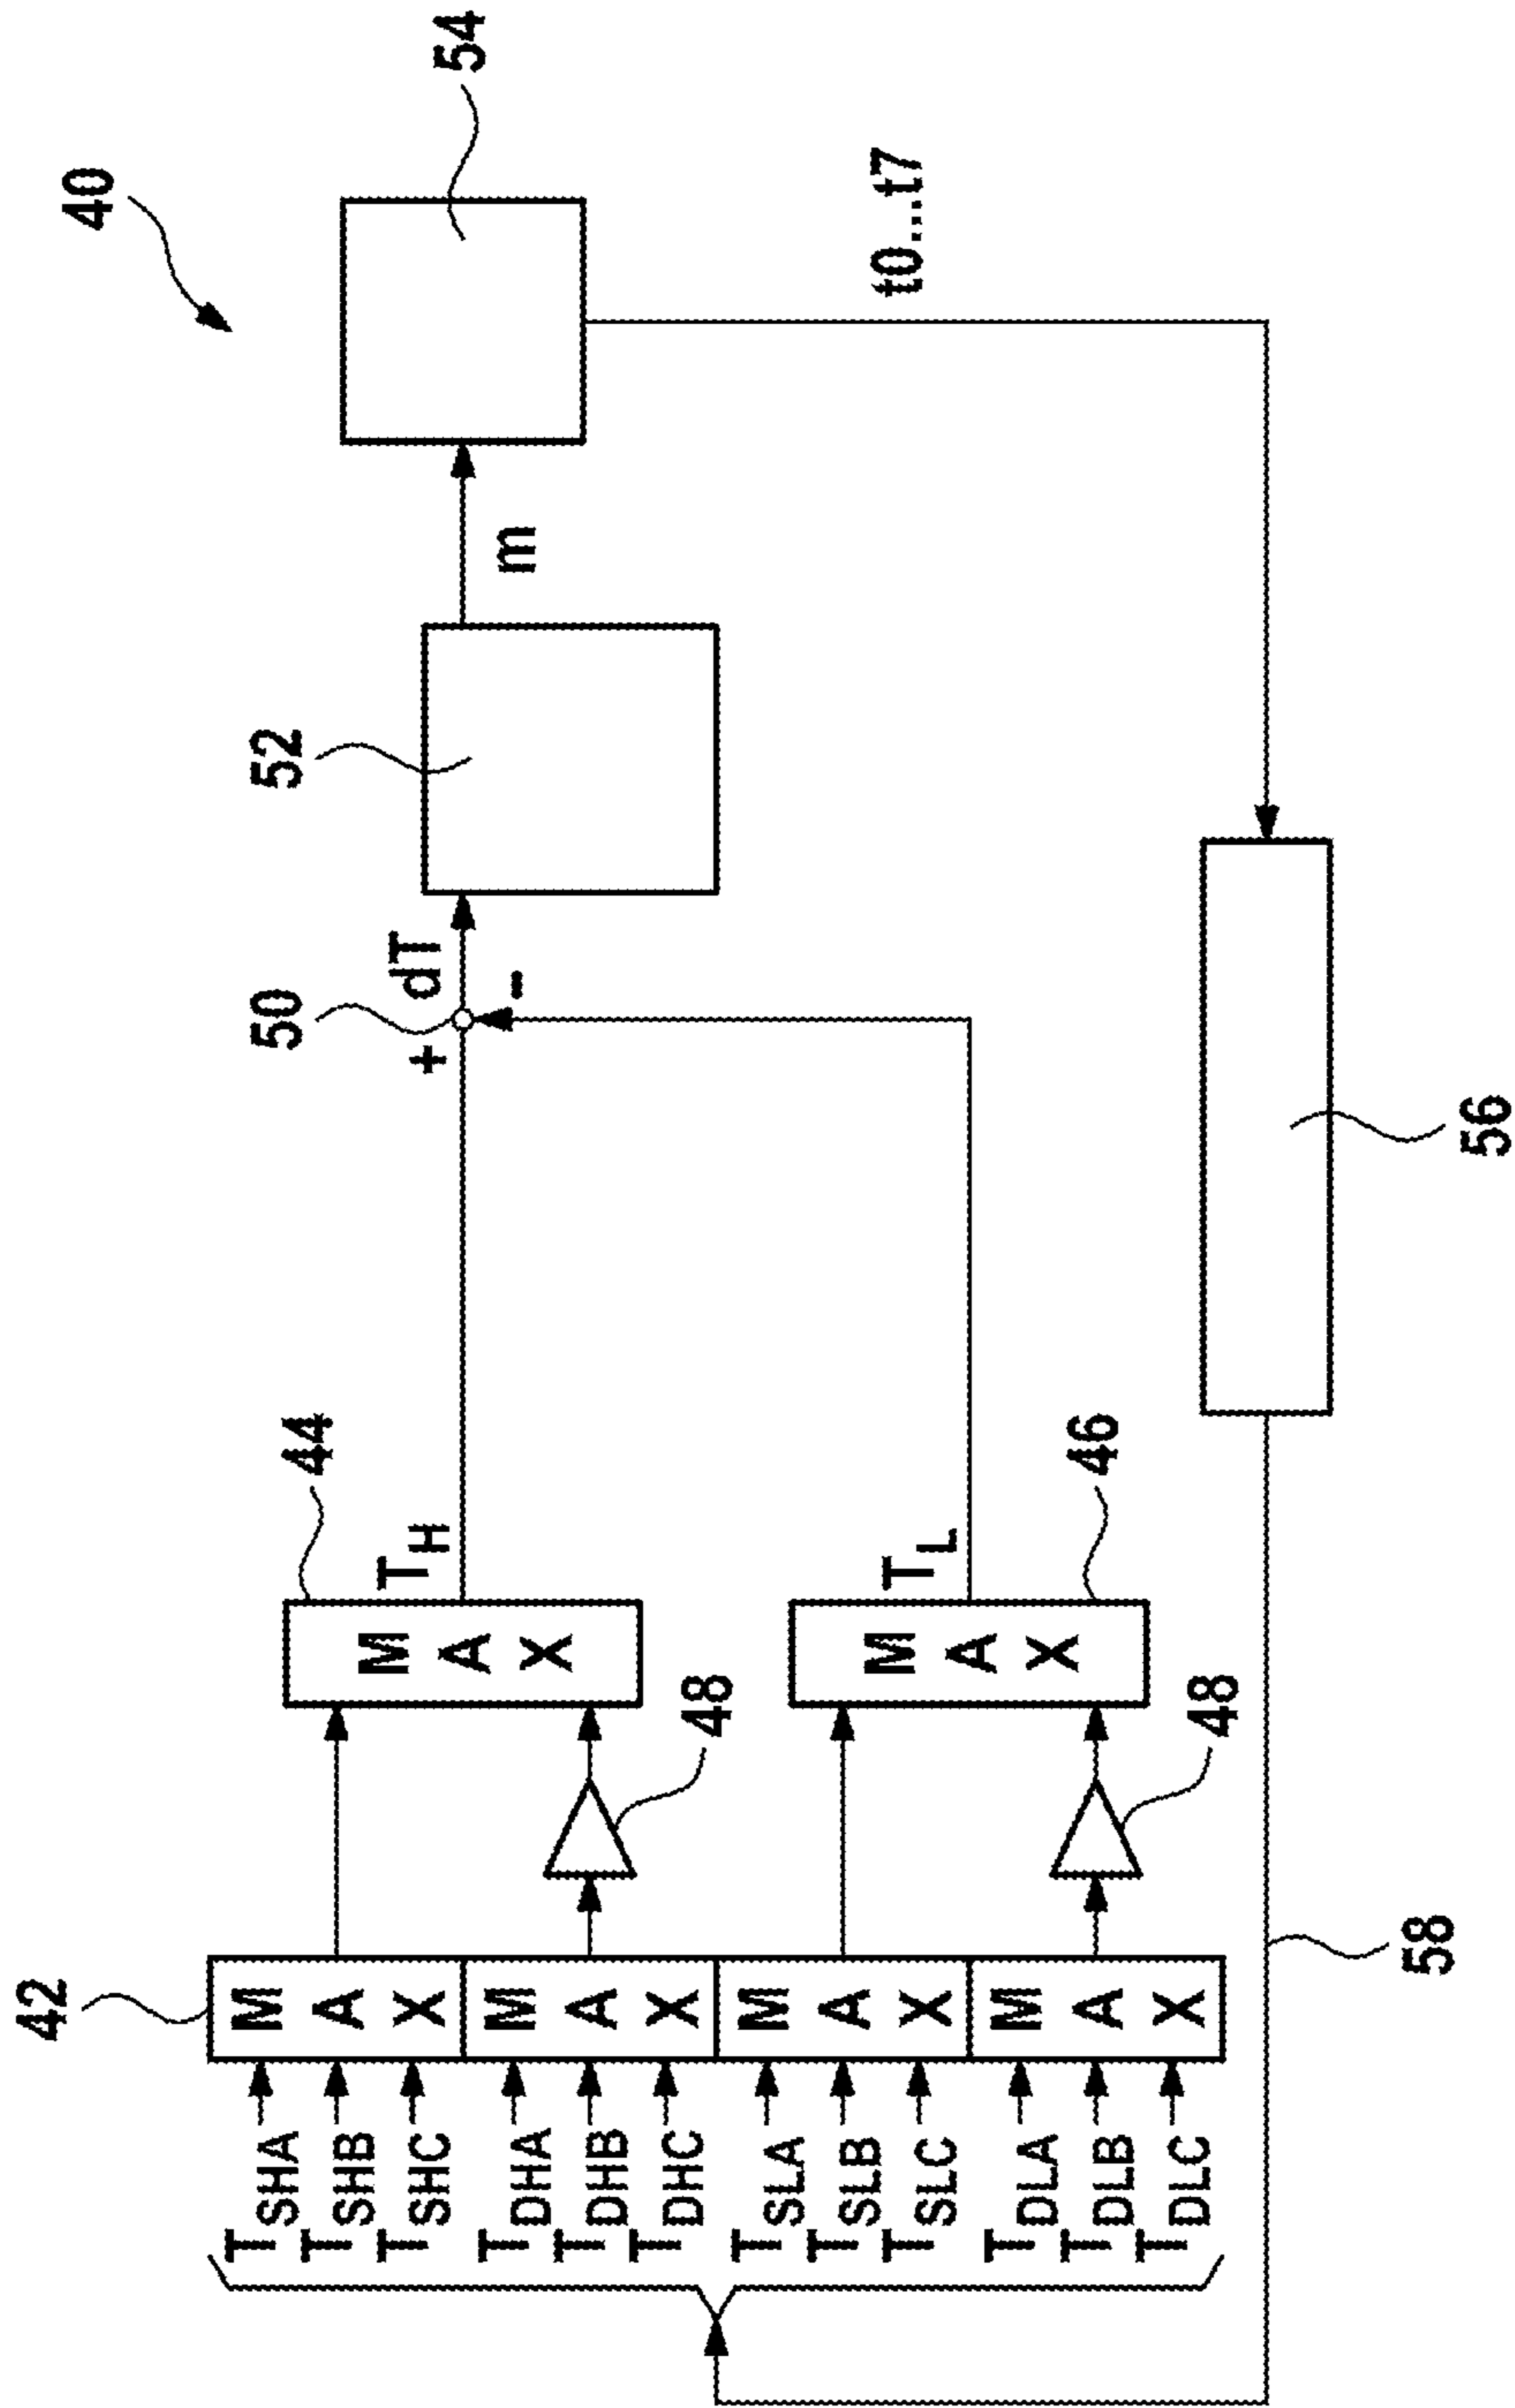 40
42
44
T_H
50
+
dT
-
52
m
54
48
46
T_L
48
t0...t7
56
58
MAX
MAX
MAX
MAX
MAX
MAX
T_SHA
T_SHB
T_SHC
T_DHA
T_DHB
T_DHC
T_SLA
T_SLB
T_SLC
T_DLA
T_DLB
T_DLC